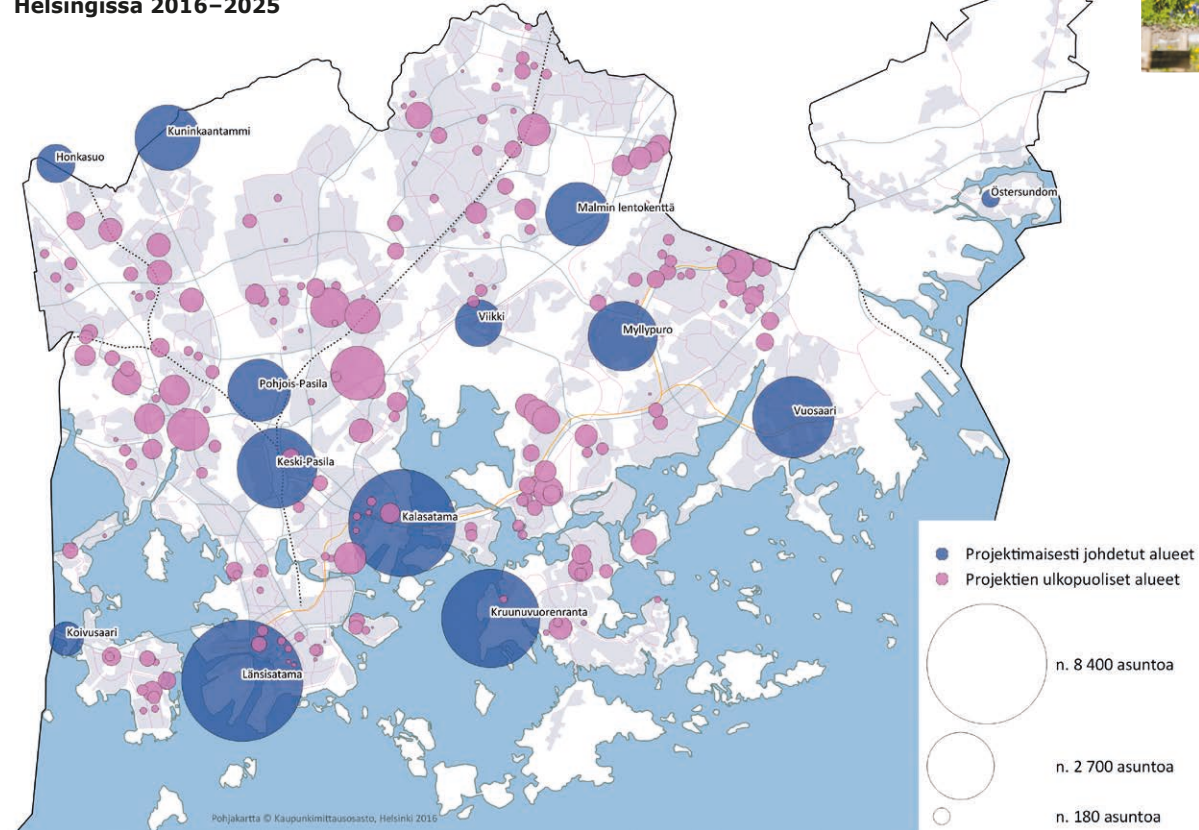 Helsingissä 2016–2025
Kuninkaantammi
Honkasuo
Malmin lentokenttä
Östersundom
Viikki
Myllypuro
Pohjois-Pasila
Vuosaari
Keski-Pasila
Kalasatama
Kruunuvuorenranta
Koivusaari
Länsisatama
Projektimaisesti johdetut alueet
Projektien ulkopuoliset alueet
n. 8 400 asuntoa
n. 2 700 asuntoa
n. 180 asuntoa
Pohjakartta © Kaupunkimittausosasto, Helsinki 2016